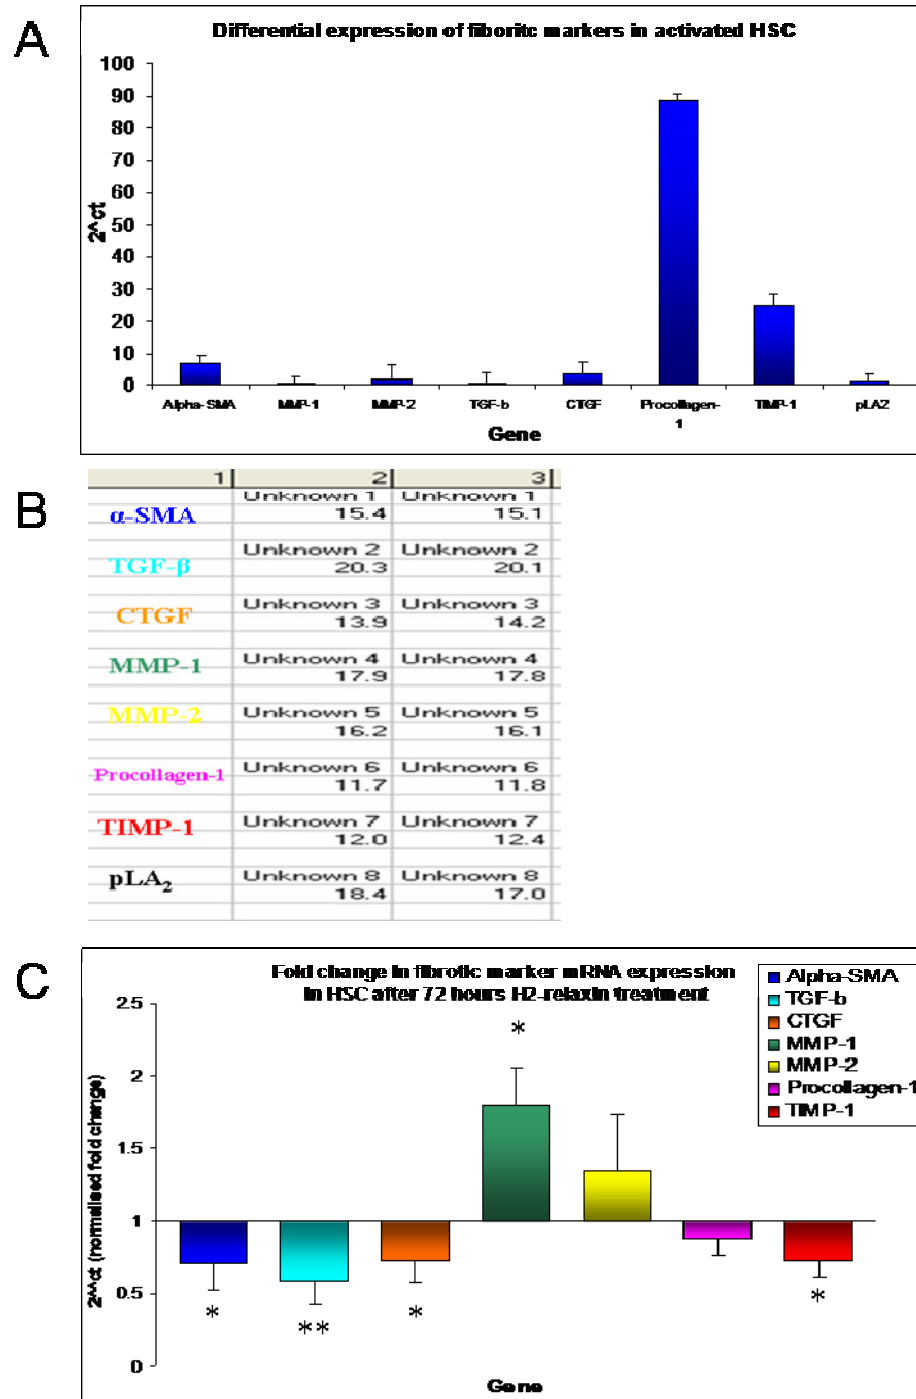 A
Differential expression of fiboritc markers in activated HSC
100
90
80
70
60
50
40
30
20
10
0
2^ct
Alpha-SMA MMP-1 MMP-2 TGF-b CTGF Procollagen-1 TIMP-1 pLA2
Gene
B
1 2 3
Unknown 1 Unknown 1
α-SMA 15.4 15.1
Unknown 2 Unknown 2
TGF-β 20.3 20.1
Unknown 3 Unknown 3
CTGF 13.9 14.2
Unknown 4 Unknown 4
MMP-1 17.9 17.8
Unknown 5 Unknown 5
MMP-2 16.2 16.1
Unknown 6 Unknown 6
Procollagen-1 11.7 11.8
Unknown 7 Unknown 7
TIMP-1 12.0 12.4
Unknown 8 Unknown 8
pLA₂ 18.4 17.0
C
Fold change in fibrotic marker mRNA expression
in HSC after 72 hours H2-relaxin treatment
Alpha-SMA
TGF-b
CTGF
MMP-1
MMP-2
Procollagen-1
TIMP-1
2.5
2
1.5
1
0.5
0
2^^ct (normalised fold change)
*
* ** * *
Gene